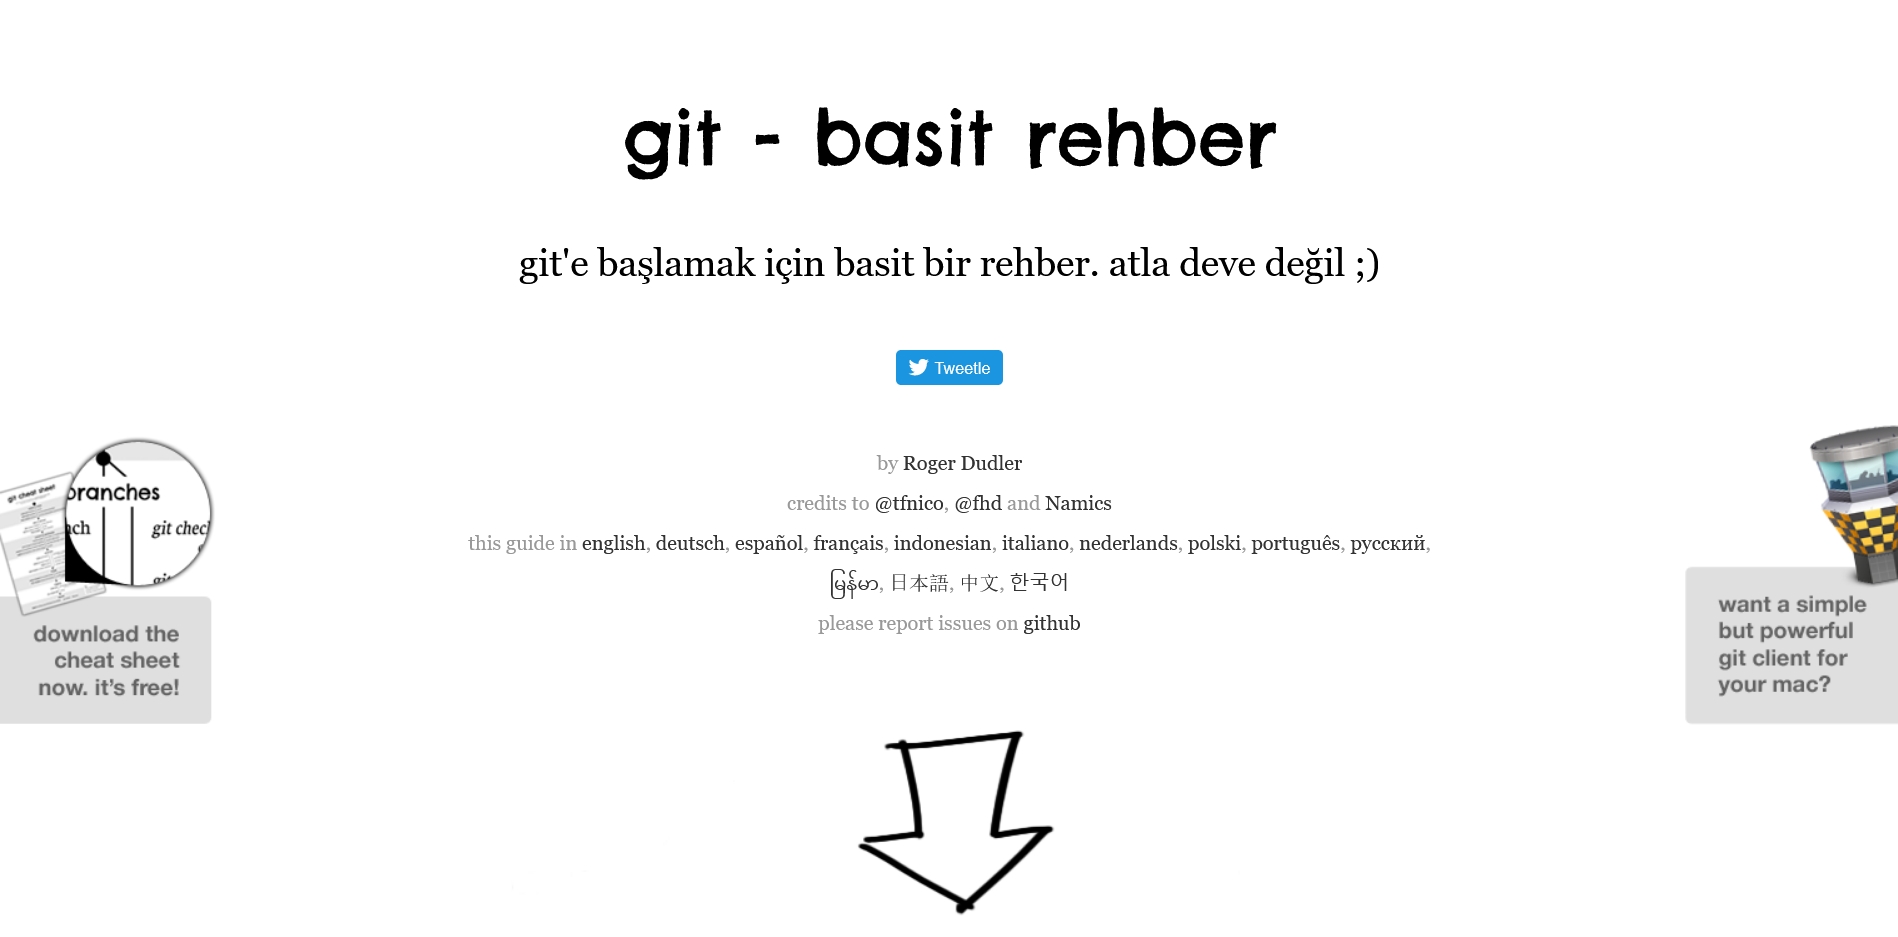 git - basit rehber
git'e başlamak için basit bir rehber. atla deve değil ;)
Tweetle
by Roger Dudler
credits to @tfnico, @fhd and Namics
this guide in english, deutsch, español, français, indonesian, italiano, nederlands, polski, português, русский,
မြန်မာ, 日本語, 中文, 한국어
please report issues on github
git cheat sheet
branches
git chec
download the
cheat sheet
now. it's free!
want a simple
but powerful
git client for
your mac?